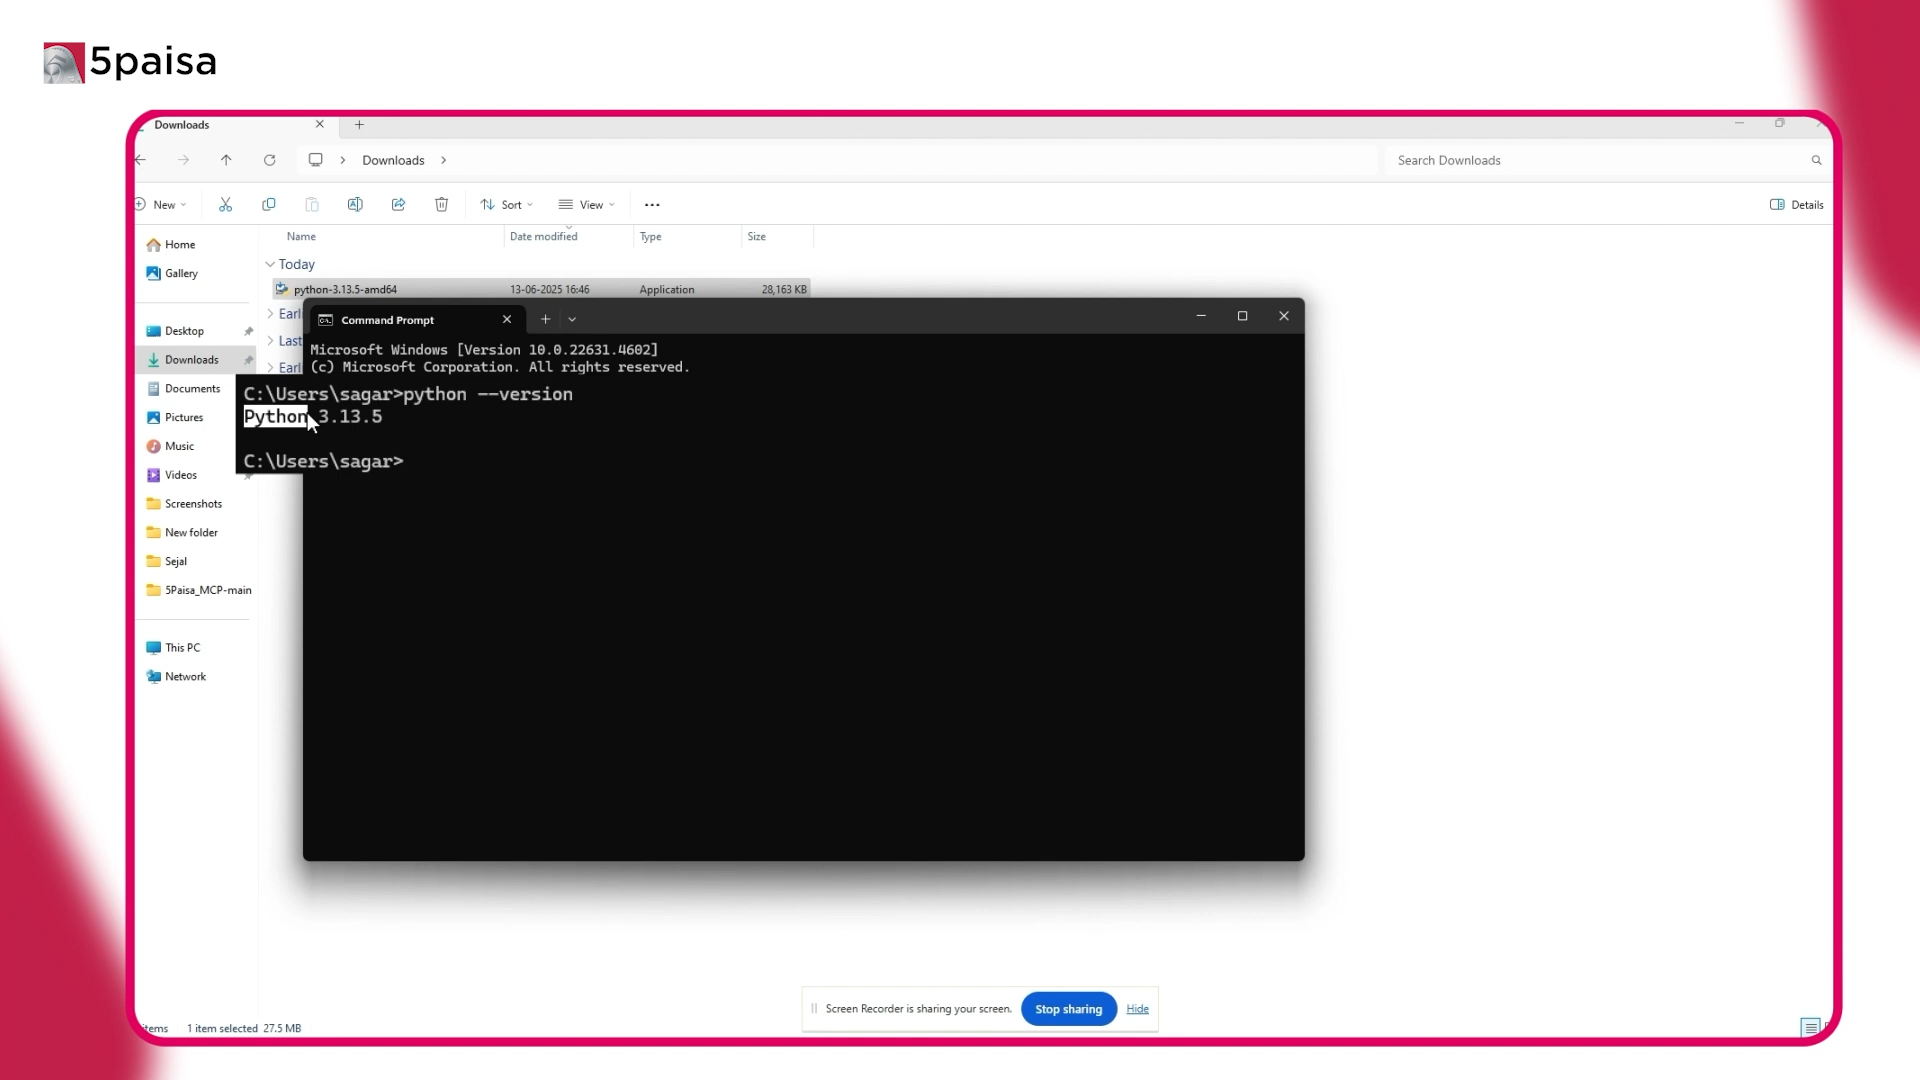 5paisa
Downloads
Downloads
Search Downloads
New
Sort
View
Details
Name Date modified Type Size
Home
Gallery
Today
python-3.13.5-amd64 13-06-2025 16:46 Application 28,163 KB
Earl
Last
Earl
Desktop
Downloads
Documents
Pictures
Music
Videos
Screenshots
New folder
Sejal
5Paisa_MCP-main
This PC
Network
Command Prompt
Microsoft Windows [Version 10.0.22631.4602]
(c) Microsoft Corporation. All rights reserved.
C:\Users\sagar>python --version
Python 3.13.5
C:\Users\sagar>
Screen Recorder is sharing your screen. Stop sharing Hide
items 1 item selected 27.5 MB